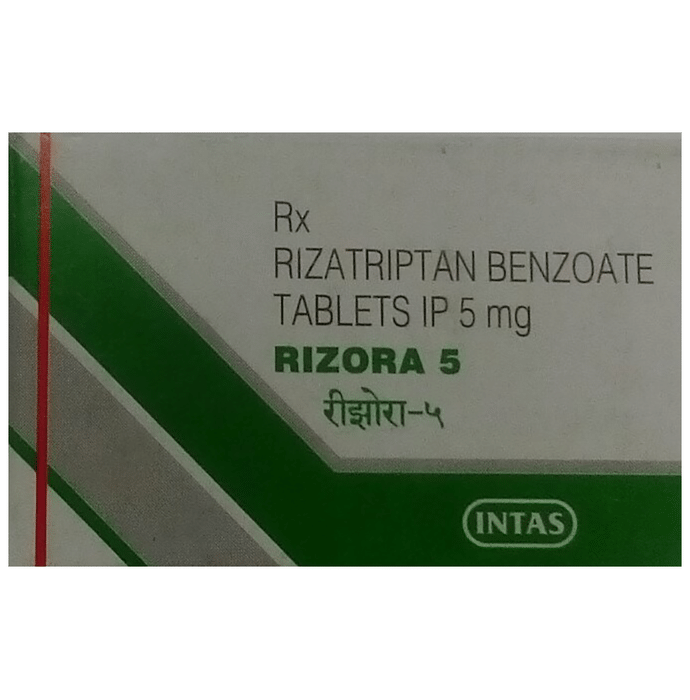 Rx
RIZATRIPTAN BENZOATE
TABLETS IP 5 mg
RIZORA 5
रीझोरा-५
INTAS